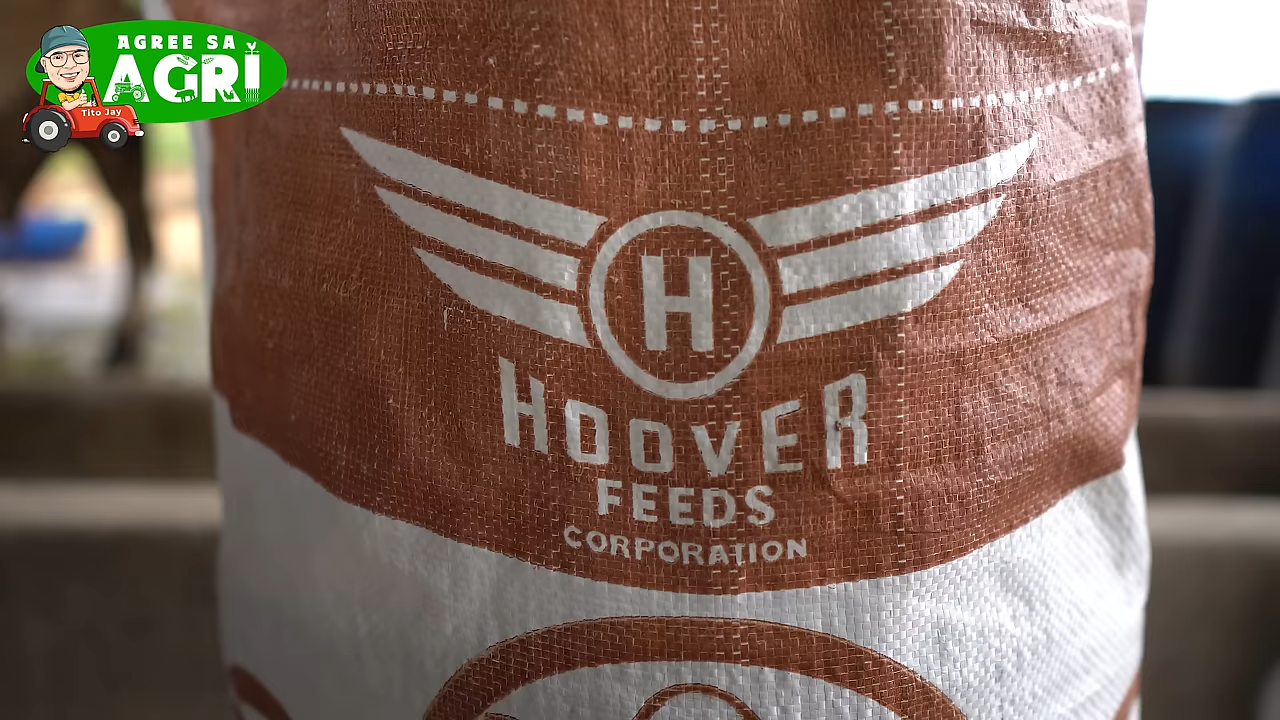 AGREE SA
AGRI
Tito Jay
H
HOOVER
FEEDS
CORPORATION